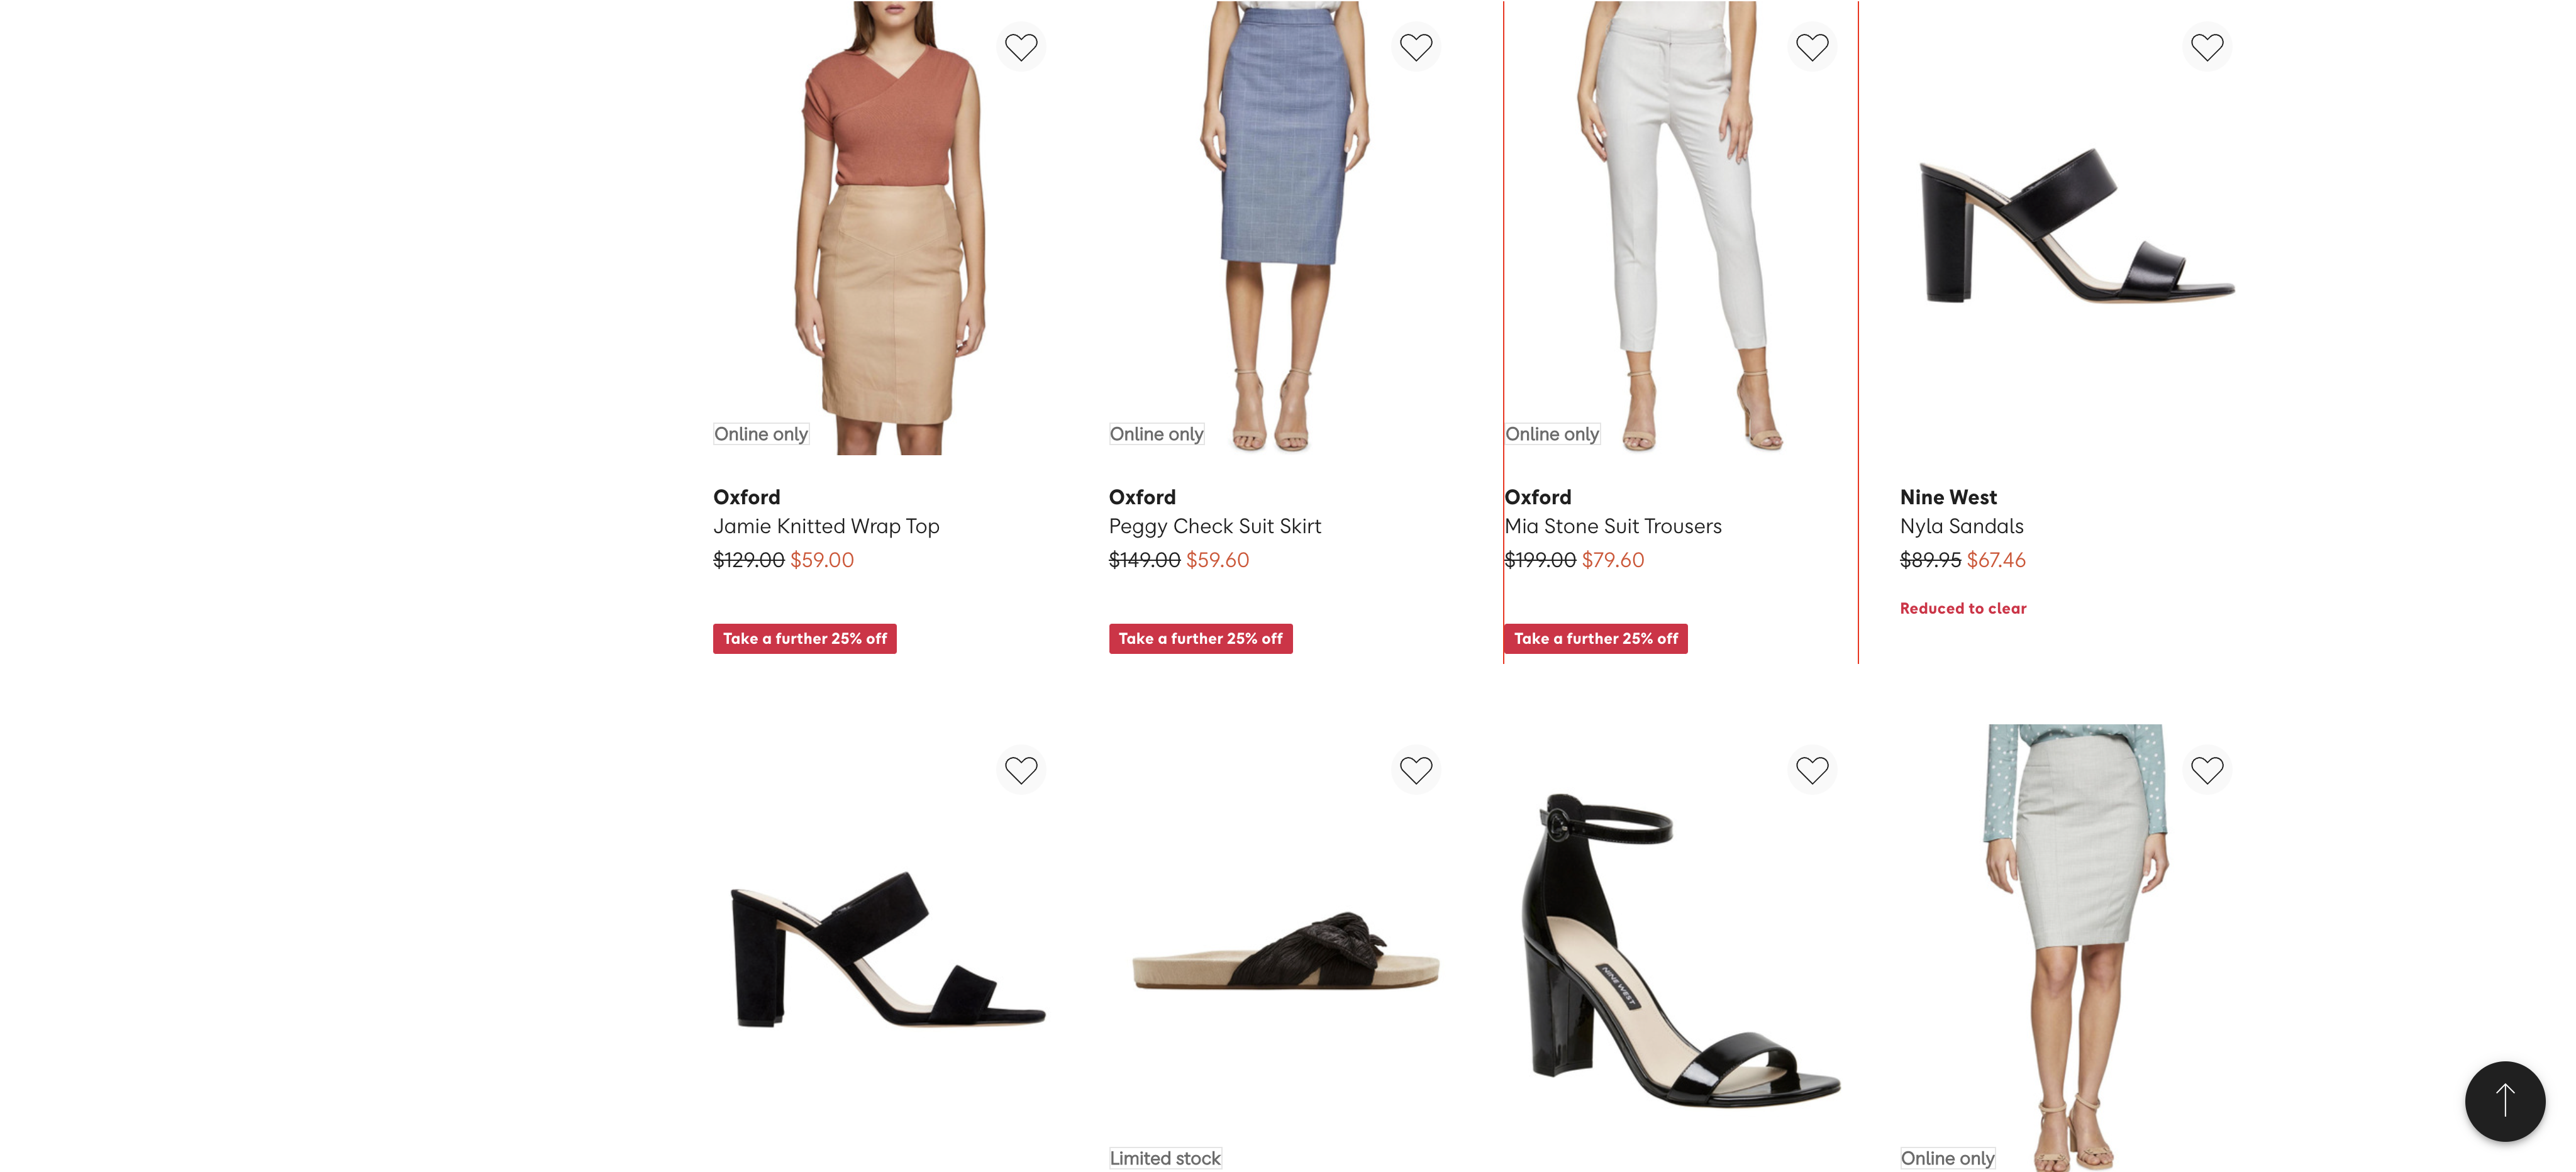 Online only
Oxford
Jamie Knitted Wrap Top
$129.00 $59.00
Take a further 25% off
Online only
Oxford
Peggy Check Suit Skirt
$149.00 $59.60
Take a further 25% off
Online only
Oxford
Mia Stone Suit Trousers
$199.00 $79.60
Take a further 25% off
Nine West
Nyla Sandals
$89.95 $67.46
Reduced to clear
Limited stock
NINE WEST
Online only